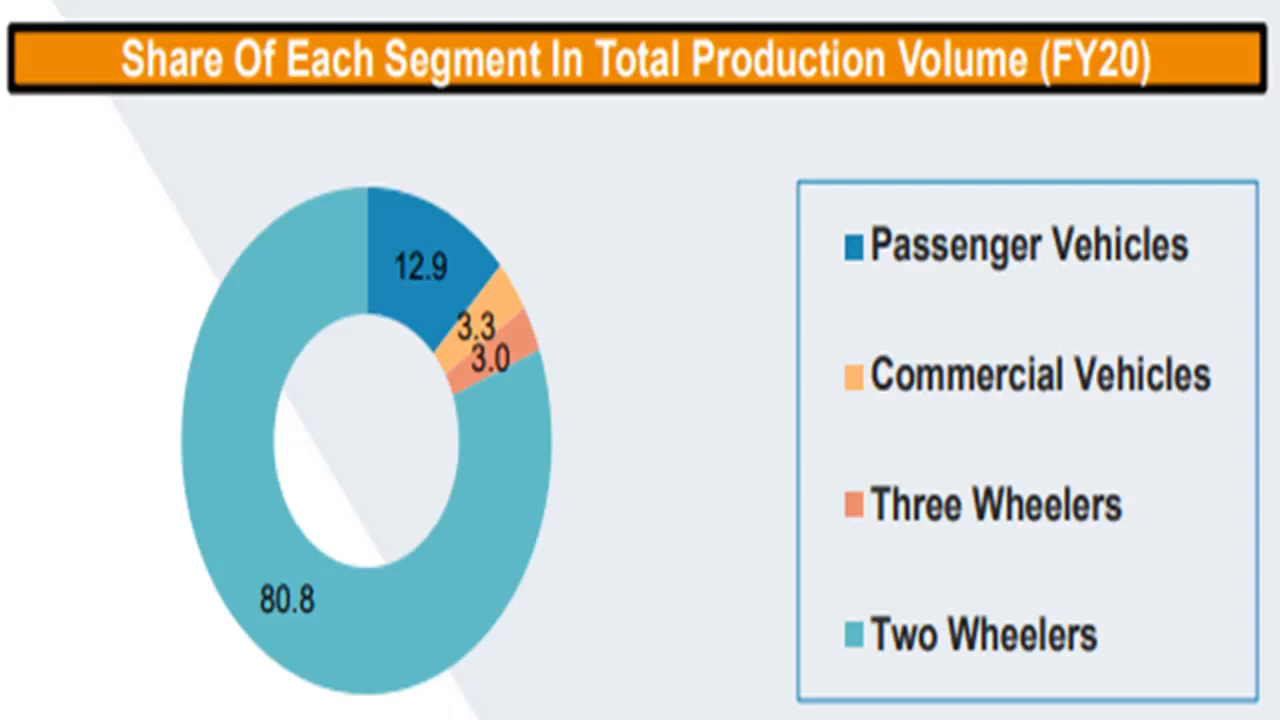 Share Of Each Segment In Total Production Volume (FY20)
12.9
3.3
3.0
80.8
Passenger Vehicles
Commercial Vehicles
Three Wheelers
Two Wheelers